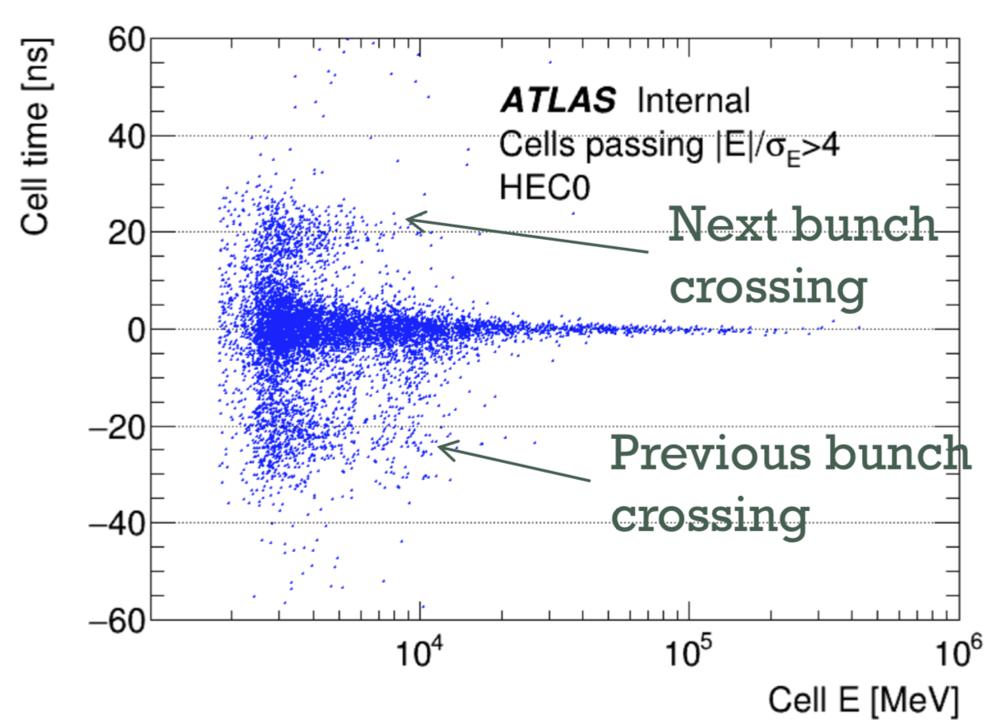 Cell time [ns]
60
40
20
0
−20
−40
−60
ATLAS Internal
Cells passing |E|/σE>4
HEC0
Next bunch
crossing
Previous bunch
crossing
10⁴ 10⁵ 10⁶
Cell E [MeV]